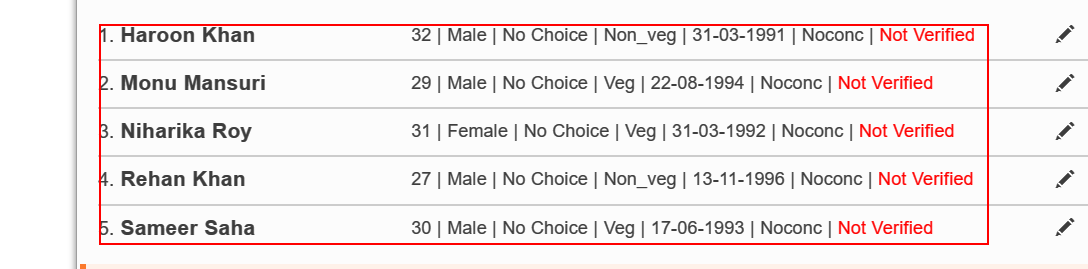 1. Haroon Khan 32 | Male | No Choice | Non_veg | 31-03-1991 | Noconc | Not Verified
2. Monu Mansuri 29 | Male | No Choice | Veg | 22-08-1994 | Noconc | Not Verified
3. Niharika Roy 31 | Female | No Choice | Veg | 31-03-1992 | Noconc | Not Verified
4. Rehan Khan 27 | Male | No Choice | Non_veg | 13-11-1996 | Noconc | Not Verified
5. Sameer Saha 30 | Male | No Choice | Veg | 17-06-1993 | Noconc | Not Verified